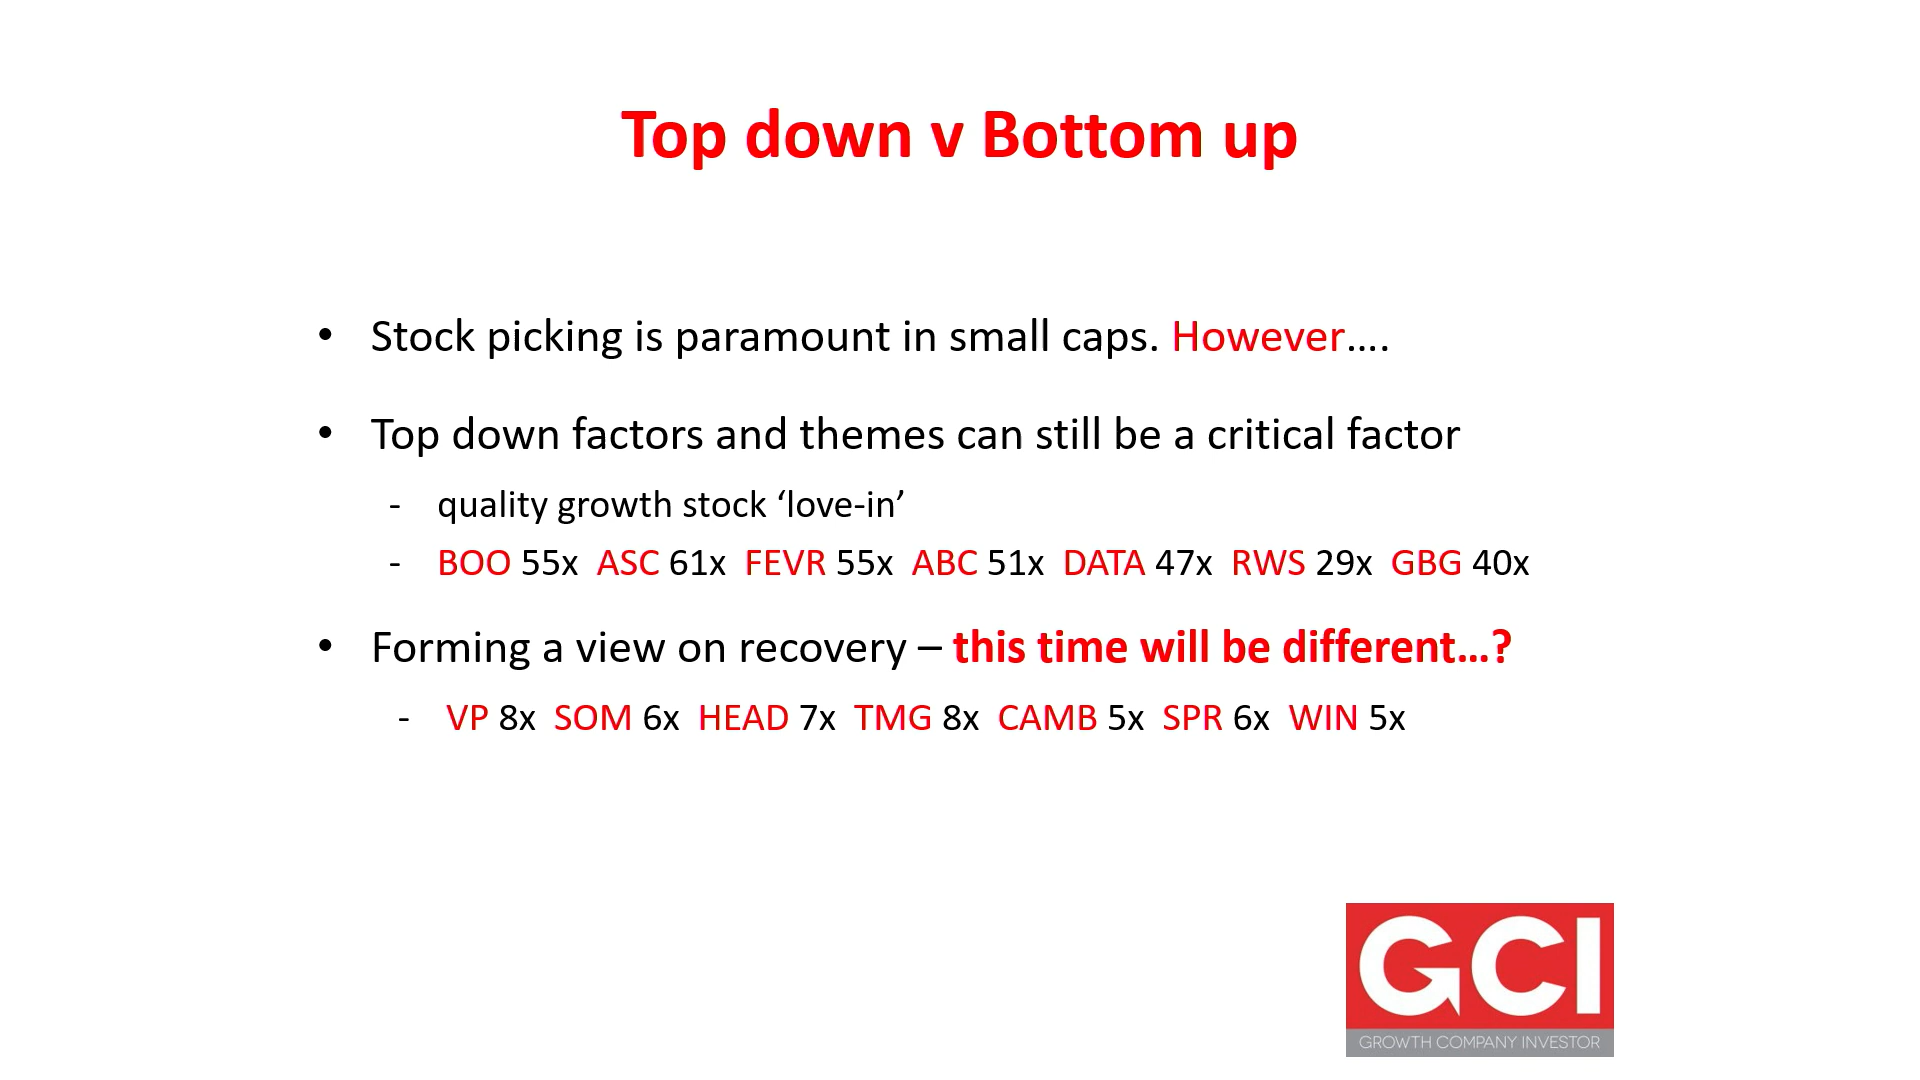 Top down v Bottom up
• Stock picking is paramount in small caps. However….
• Top down factors and themes can still be a critical factor
- quality growth stock ‘love-in’
- BOO 55x ASC 61x FEVR 55x ABC 51x DATA 47x RWS 29x GBG 40x
• Forming a view on recovery – this time will be different…?
- VP 8x SOM 6x HEAD 7x TMG 8x CAMB 5x SPR 6x WIN 5x
GCI
GROWTH COMPANY INVESTOR